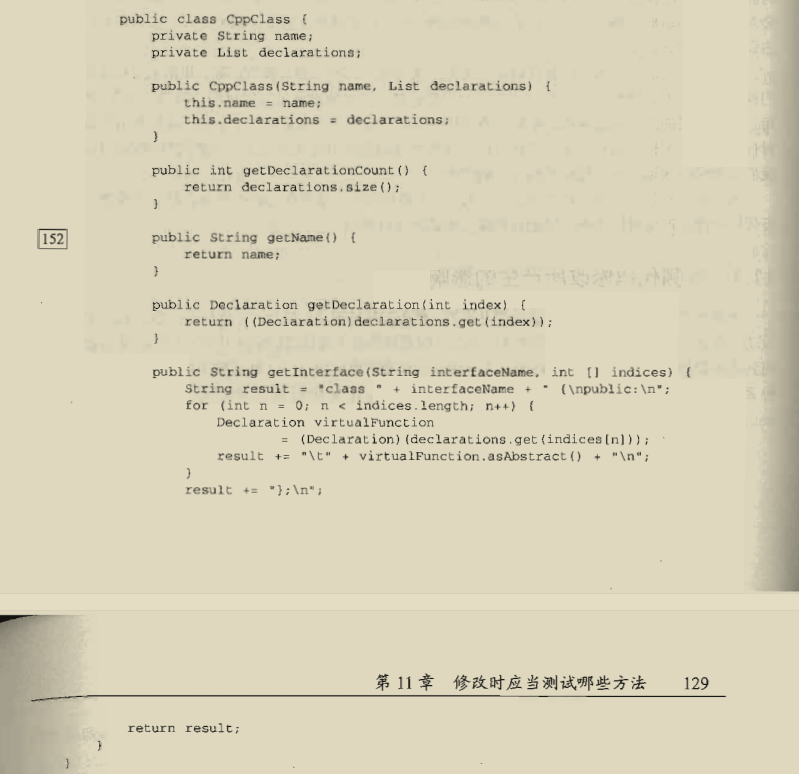 public class CppClass {
    private String name;
    private List declarations;

    public CppClass(String name, List declarations) {
        this.name = name;
        this.declarations = declarations;
    }

    public int getDeclarationCount() {
        return declarations.size();
    }

152
    public String getName() {
        return name;
    }

    public Declaration getDeclaration(int index) {
        return ((Declaration)declarations.get(index));
    }

    public String getInterface(String interfaceName, int [] indices) {
        String result = "class " + interfaceName + " {\npublic:\n";
        for (int n = 0; n < indices.length; n++) {
            Declaration virtualFunction
                    = (Declaration)(declarations.get(indices[n]));
            result += "\t" + virtualFunction.asAbstract() + "\n";
        }
        result += "};\n";

第 11 章 修改时应当测试哪些方法 129

        return result;
    }
}